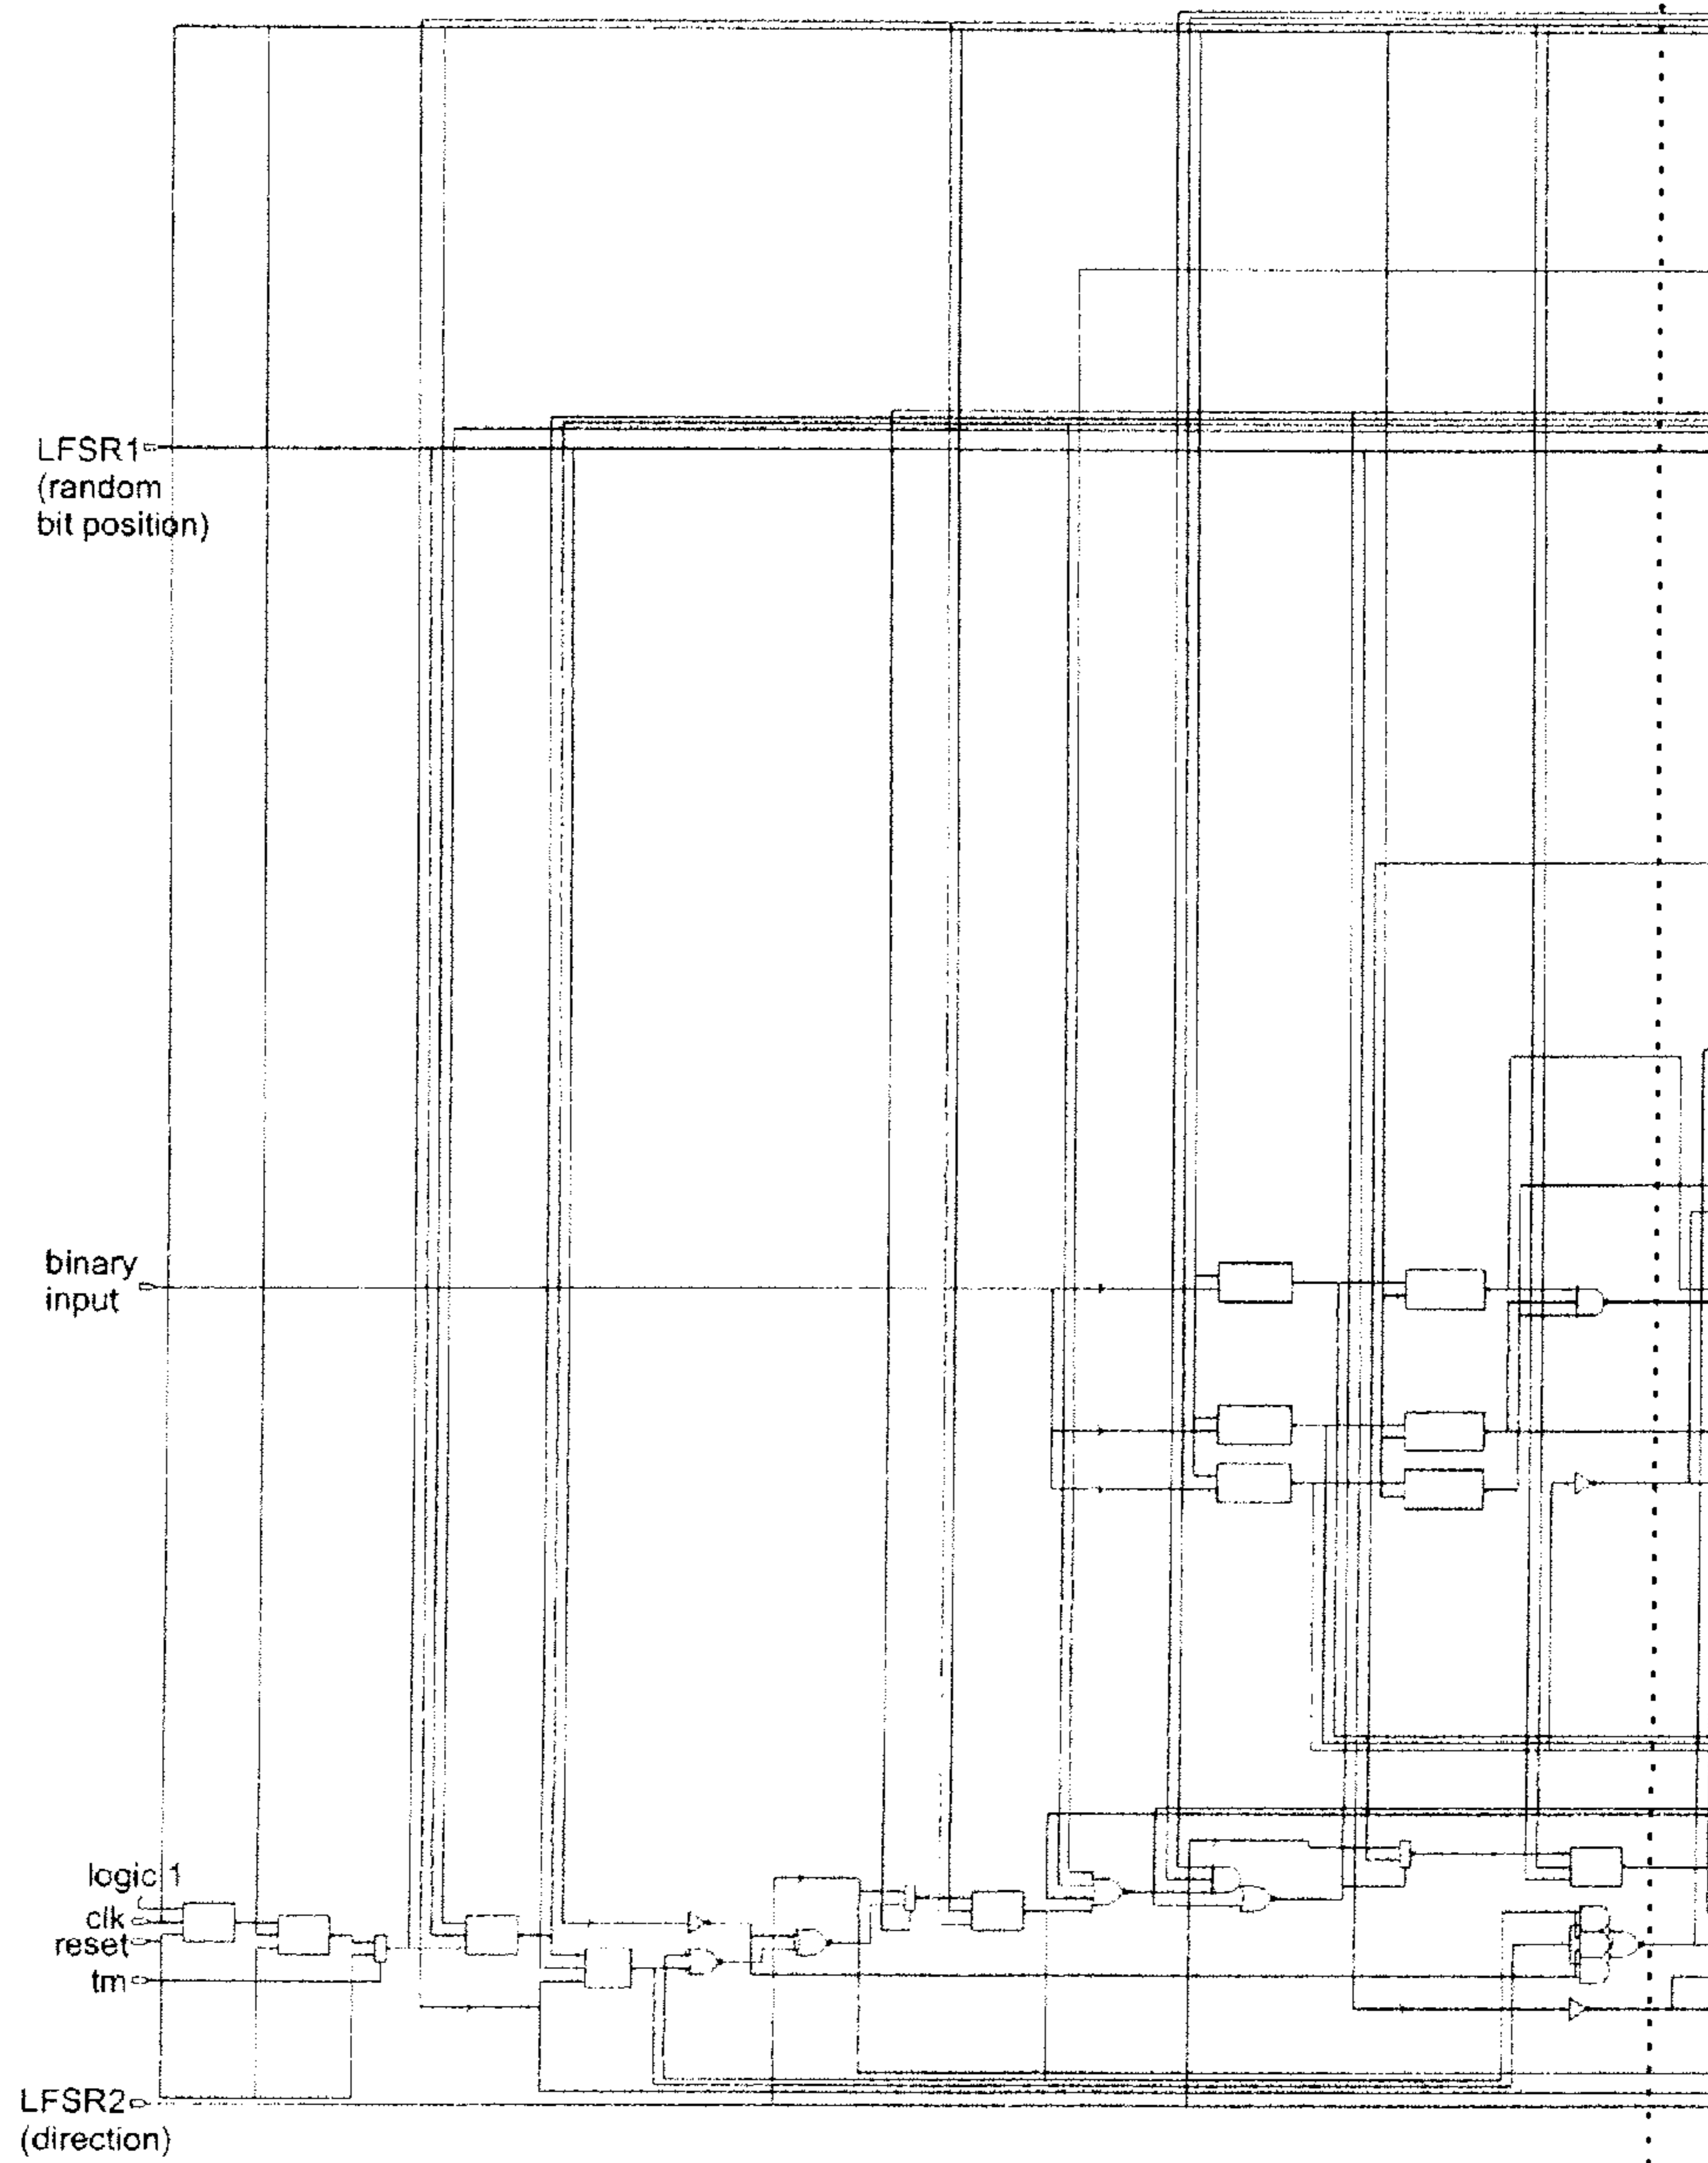 LFSR1
(random
bit position)
binary
input
logic 1
clk
reset
tm
LFSR2
(direction)